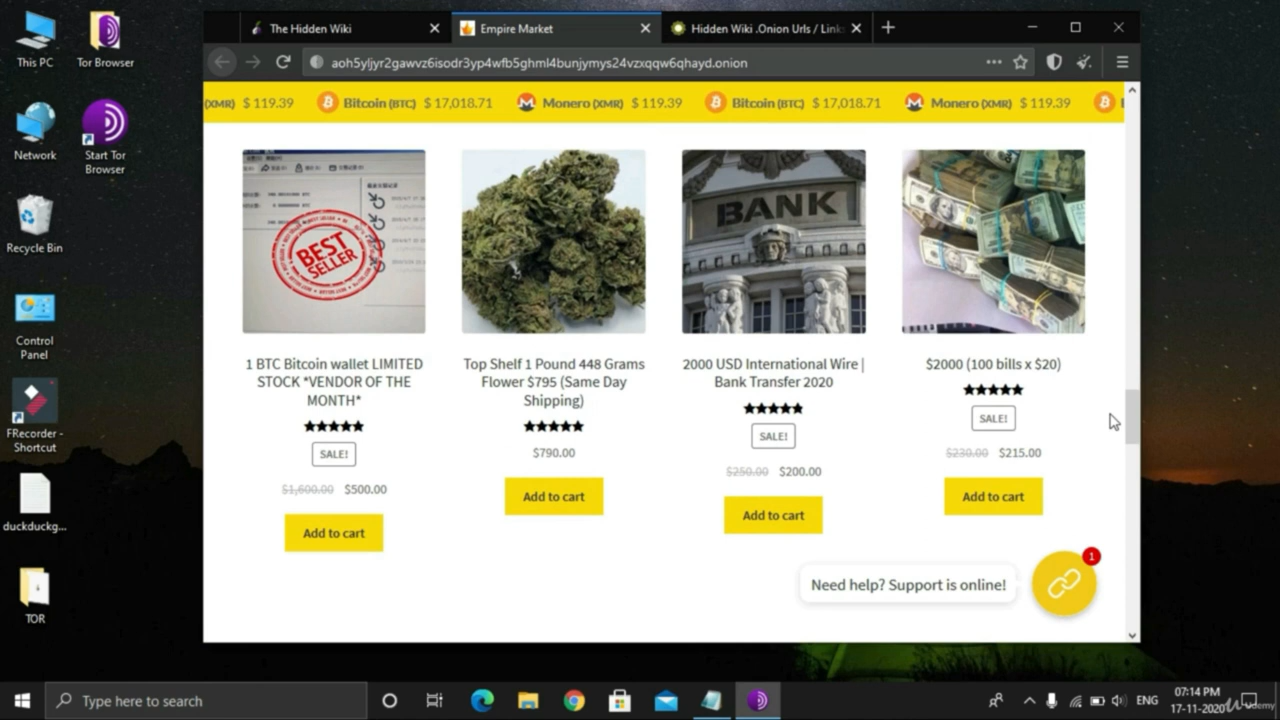 The Hidden Wiki
Empire Market
Hidden Wiki .Onion Urls / Links
aoh5yljyr2gawvz6isodr3yp4wfb5ghml4bunjymys24vzxqqw6qhayd.onion
(XMR) $ 119.39 Bitcoin (BTC) $ 17,018.71 Monero (XMR) $ 119.39 Bitcoin (BTC) $ 17,018.71 Monero (XMR) $ 119.39
This PC
Tor Browser
Network
Start Tor
Browser
Recycle Bin
Control
Panel
FRecorder -
Shortcut
duckduckg...
TOR
BEST
SELLER
BANK
1 BTC Bitcoin wallet LIMITED
STOCK *VENDOR OF THE
MONTH*
SALE!
$1,600.00 $500.00
Add to cart
Top Shelf 1 Pound 448 Grams
Flower $795 (Same Day
Shipping)
$790.00
Add to cart
2000 USD International Wire |
Bank Transfer 2020
SALE!
$250.00 $200.00
Add to cart
$2000 (100 bills x $20)
SALE!
$230.00 $215.00
Add to cart
Need help? Support is online!
1
Type here to search
ENG
07:14 PM
17-11-2020
Udemy